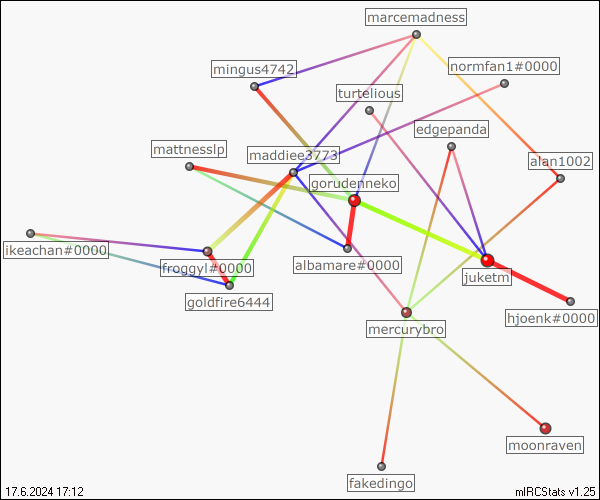 marcemadness
mingus4742
normfan1#0000
turtelious
edgepanda
mattnesslp
maddiee3773
alan1002
gorudenneko
ikeachan#0000
froggyl#0000
albamare#0000
juketm
goldfire6444
hjoenk#0000
mercurybro
moonraven
fakedingo
17.6.2024 17:12
mIRCStats v1.25